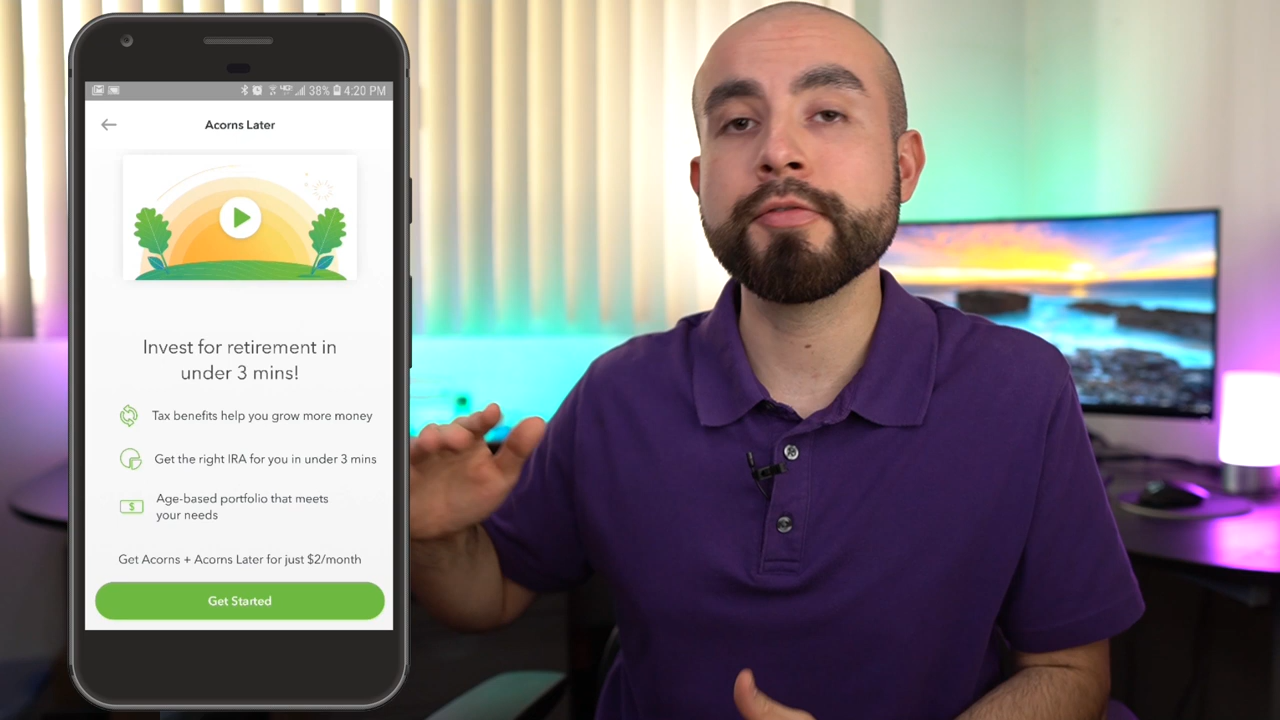 38% 4:20 PM
Acorns Later
Invest for retirement in
under 3 mins!
Tax benefits help you grow more money
Get the right IRA for you in under 3 mins
Age-based portfolio that meets
your needs
Get Acorns + Acorns Later for just $2/month
Get Started